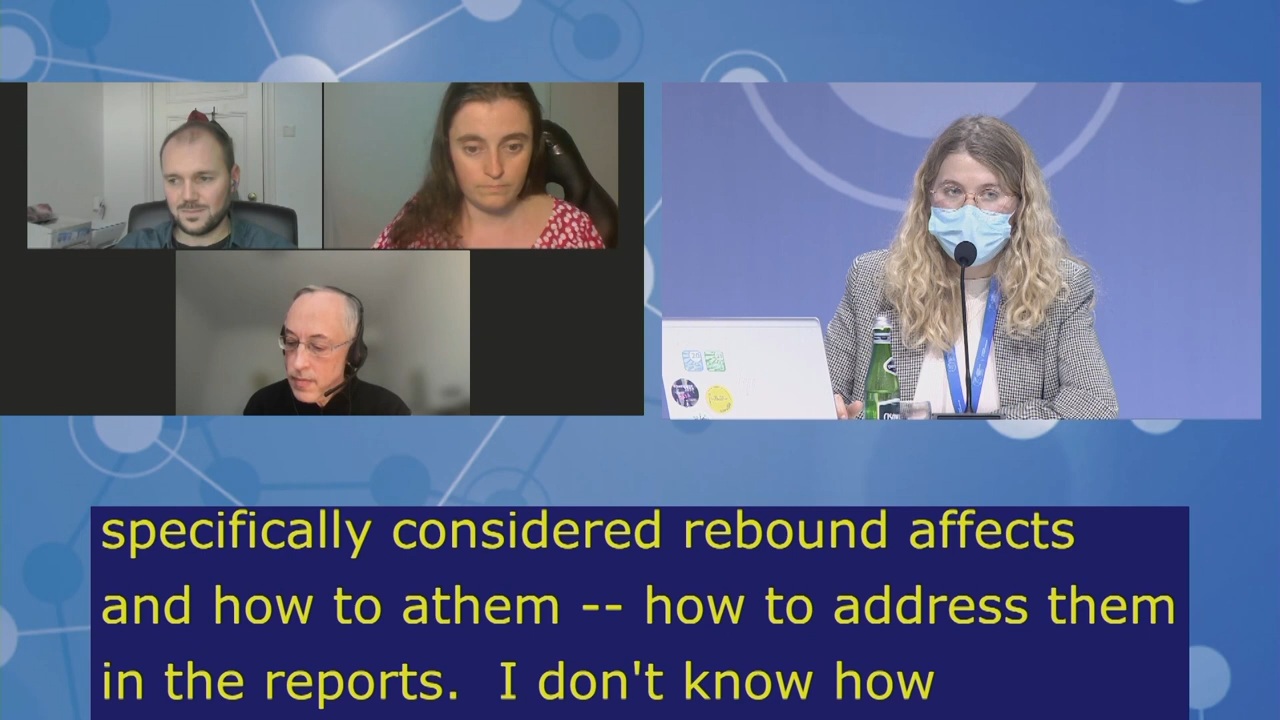 specifically considered rebound affects
and how to athem -- how to address them
in the reports.  I don't know how